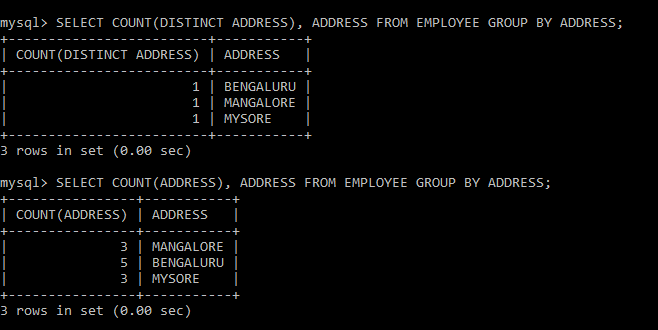 mysql> SELECT COUNT(DISTINCT ADDRESS), ADDRESS FROM EMPLOYEE GROUP BY ADDRESS;
+-------------------------+-----------+
| COUNT(DISTINCT ADDRESS) | ADDRESS   |
+-------------------------+-----------+
|                       1 | BENGALURU |
|                       1 | MANGALORE |
|                       1 | MYSORE    |
+-------------------------+-----------+
3 rows in set (0.00 sec)
mysql> SELECT COUNT(ADDRESS), ADDRESS FROM EMPLOYEE GROUP BY ADDRESS;
+----------------+-----------+
| COUNT(ADDRESS) | ADDRESS   |
+----------------+-----------+
|              3 | MANGALORE |
|              5 | BENGALURU |
|              3 | MYSORE    |
+----------------+-----------+
3 rows in set (0.00 sec)